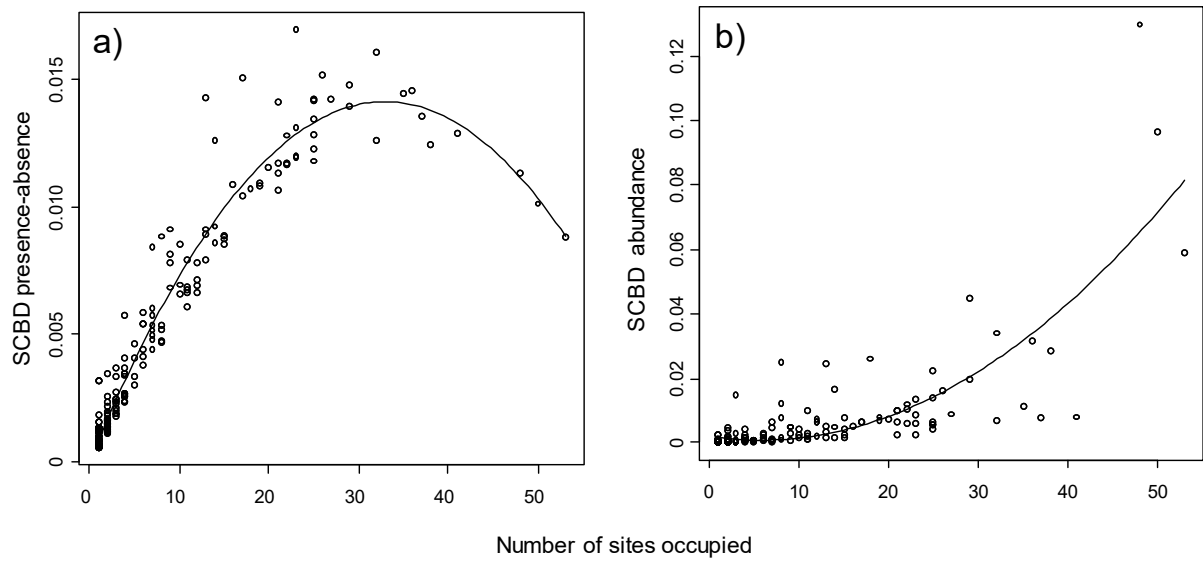 a)
SCBD presence-absence
0.015
0.010
0.005
0
0 10 20 30 40 50
b)
SCBD abundance
0.12
0.10
0.08
0.06
0.04
0.02
0
0 10 20 30 40 50
Number of sites occupied